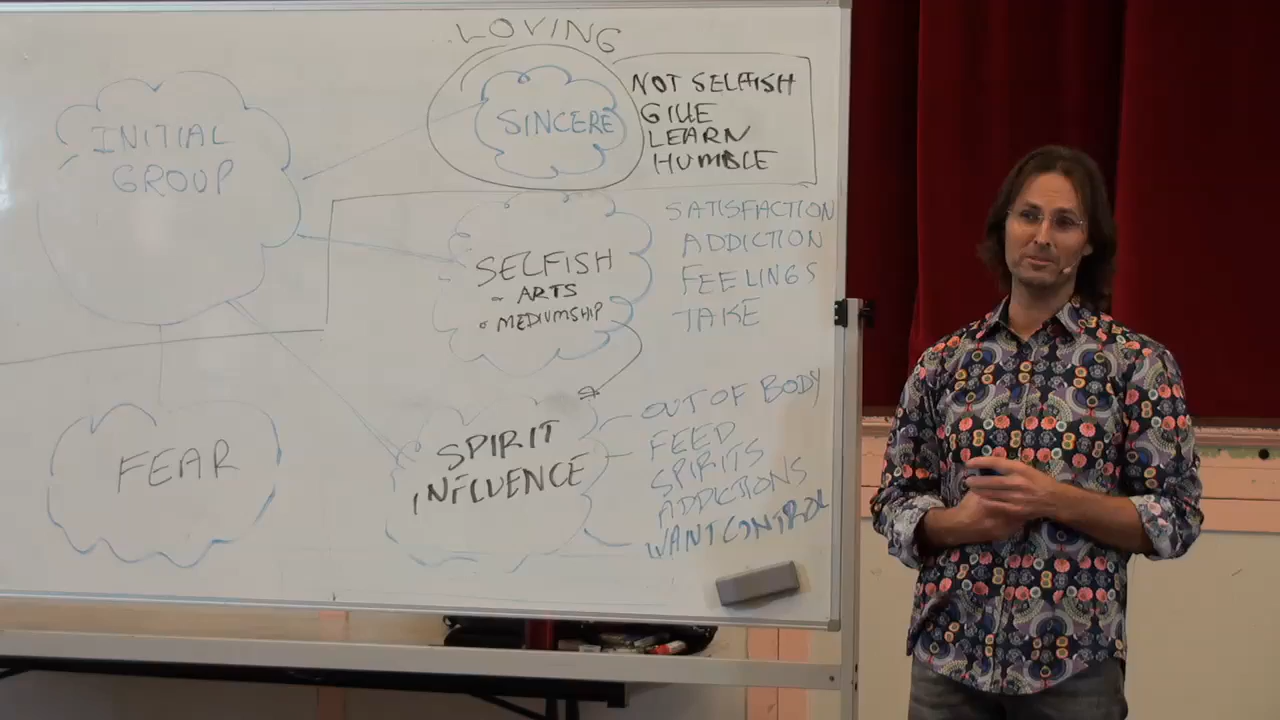 LOVING
INITIAL
GROUP
SINCERE
NOT SELFISH
GIVE
LEARN
HUMBLE
SELFISH
- ARTS
• MEDIUMSHIP
SATISFACTION
ADDICTION
FEELINGS
TAKE
FEAR
SPIRIT
INFLUENCE
OUT OF BODY
FEED
SPIRITS
ADDICTIONS
WANT CONTROL